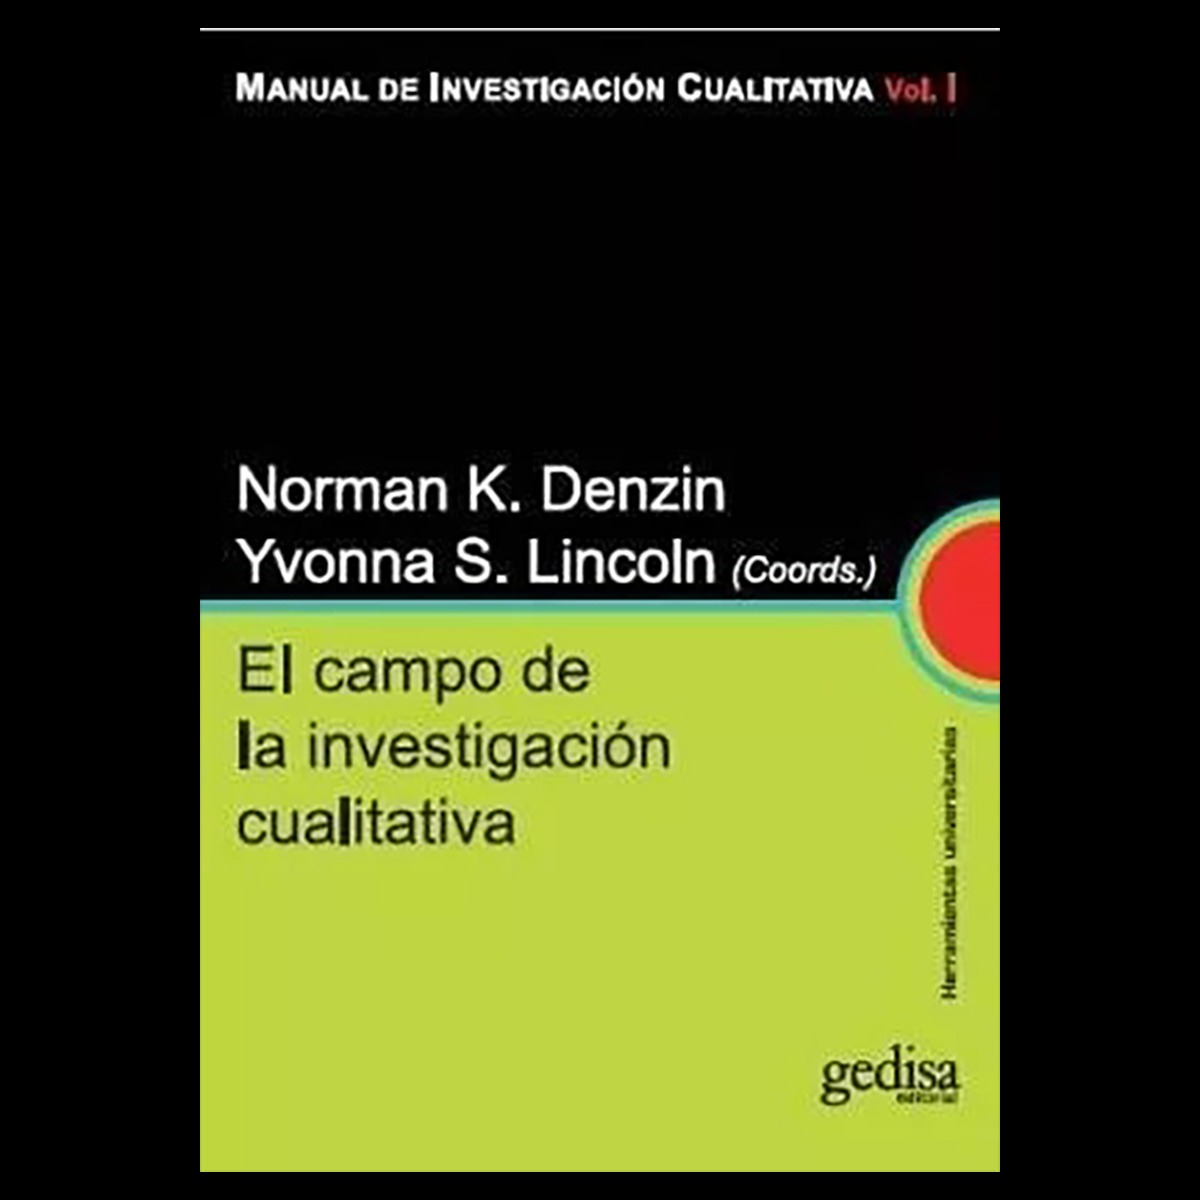 MANUAL DE INVESTIGACIÓN CUALITATIVA Vol. I
Norman K. Denzin
Yvonna S. Lincoln (Coords.)
El campo de
la investigación
cualitativa
Herramientas universitarias
gedisa
editorial